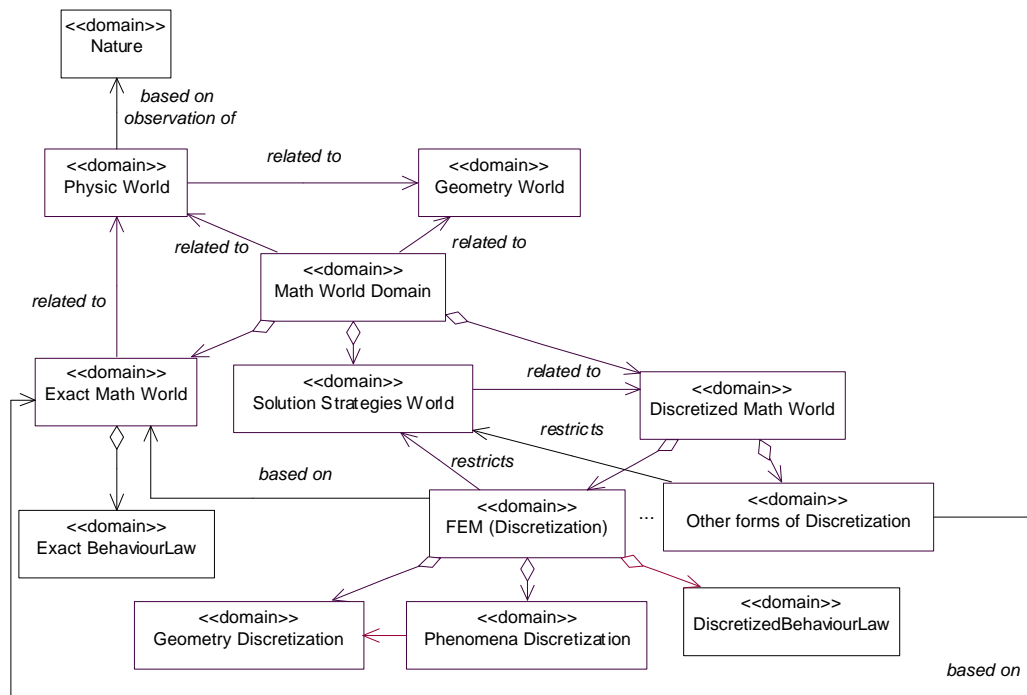 <<domain>>
Nature
based on
observation of
<<domain>>
Physic World
related to
<<domain>>
Geometry World
related to
related to
<<domain>>
Math World Domain
related to
<<domain>>
Exact Math World
<<domain>>
Solution Strategies World
related to
<<domain>>
Discretized Math World
restricts
restricts
based on
<<domain>>
Exact BehaviourLaw
<<domain>>
FEM (Discretization)
...
<<domain>>
Other forms of Discretization
<<domain>>
Geometry Discretization
<<domain>>
Phenomena Discretization
<<domain>>
DiscretizedBehaviourLaw
based on